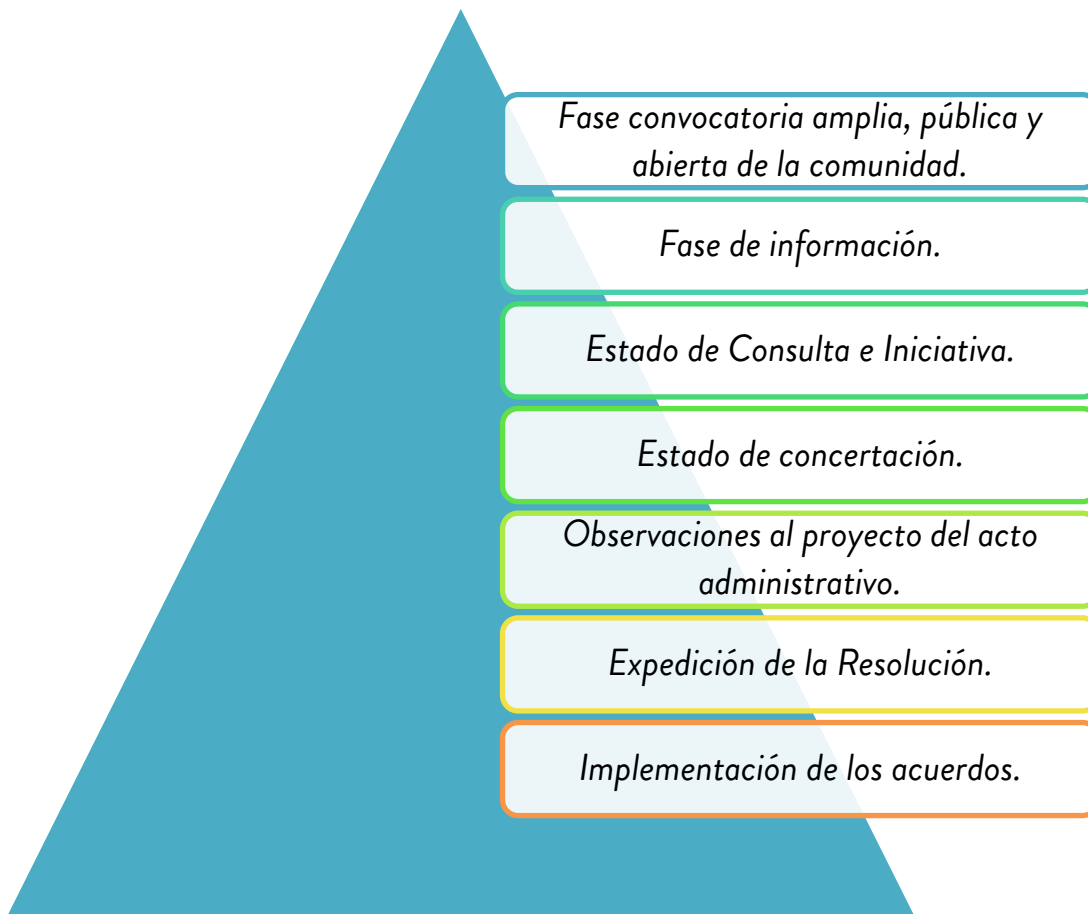 Fase convocatoria amplia, pública y
abierta de la comunidad.
Fase de información.
Estado de Consulta e Iniciativa.
Estado de concertación.
Observaciones al proyecto del acto
administrativo.
Expedición de la Resolución.
Implementación de los acuerdos.